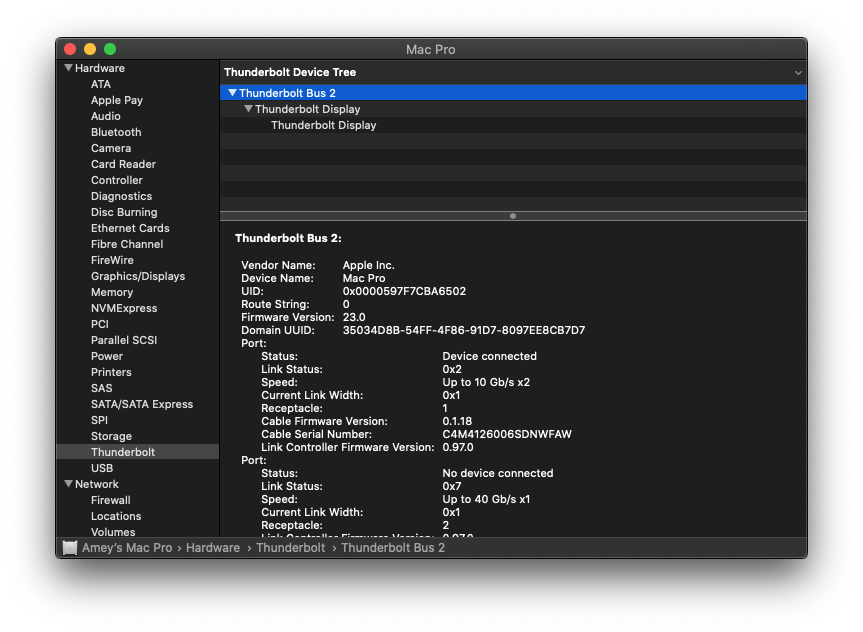 Mac Pro
Hardware
ATA
Apple Pay
Audio
Bluetooth
Camera
Card Reader
Controller
Diagnostics
Disc Burning
Ethernet Cards
Fibre Channel
FireWire
Graphics/Displays
Memory
NVMExpress
PCI
Parallel SCSI
Power
Printers
SAS
SATA/SATA Express
SPI
Storage
Thunderbolt
USB
Network
Firewall
Locations
Volumes
Thunderbolt Device Tree
Thunderbolt Bus 2
Thunderbolt Display
Thunderbolt Display
Thunderbolt Bus 2:
Vendor Name: Apple Inc.
Device Name: Mac Pro
UID: 0x0000597F7CBA6502
Route String: 0
Firmware Version: 23.0
Domain UUID: 35034D8B-54FF-4F86-91D7-8097EE8CB7D7
Port:
Status: Device connected
Link Status: 0x2
Speed: Up to 10 Gb/s x2
Current Link Width: 0x1
Receptacle: 1
Cable Firmware Version: 0.1.18
Cable Serial Number: C4M4126006SDNWFAW
Link Controller Firmware Version: 0.97.0
Port:
Status: No device connected
Link Status: 0x7
Speed: Up to 40 Gb/s x1
Current Link Width: 0x1
Receptacle: 2
Link Controller Firmware Version: 0.97.0
Amey's Mac Pro › Hardware › Thunderbolt › Thunderbolt Bus 2